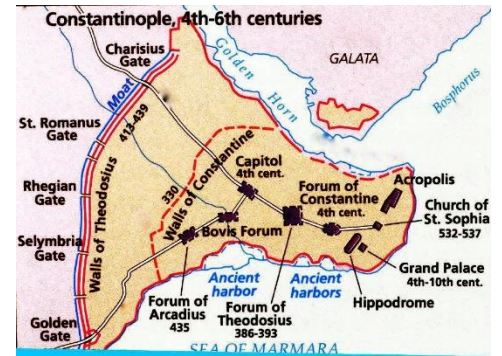 Constantinople, 4th-6th centuries
Charisius
Gate
Golden
Horn
GALATA
Bosphorus
Moat
413-439
St. Romanus
Gate
Walls of Theodosius
330
Walls of Constantine
Capitol
4th cent.
Forum of
Constantine
4th cent.
Acropolis
Rhegian
Gate
Church of
St. Sophia
532-537
Bovis Forum
Selymbria
Gate
Ancient
harbor
Ancient
harbors
Grand Palace
4th-10th cent.
Hippodrome
Golden
Gate
Forum of
Arcadius
435
Forum of
Theodosius
386-393
SEA OF MARMARA